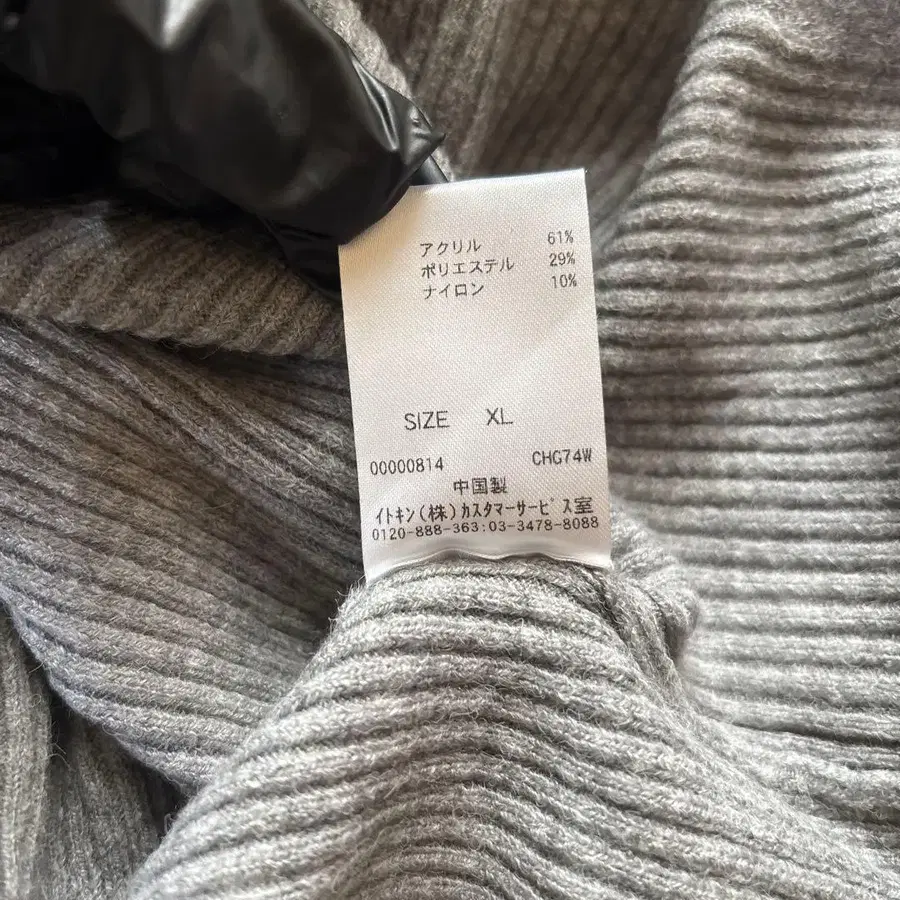 アクリル 61%
ポリエステル 29%
ナイロン 10%
SIZE XL
00000814 CHG74W
中国製
イトキン(株)カスタマーサービス室
0120-888-363:03-3478-8088